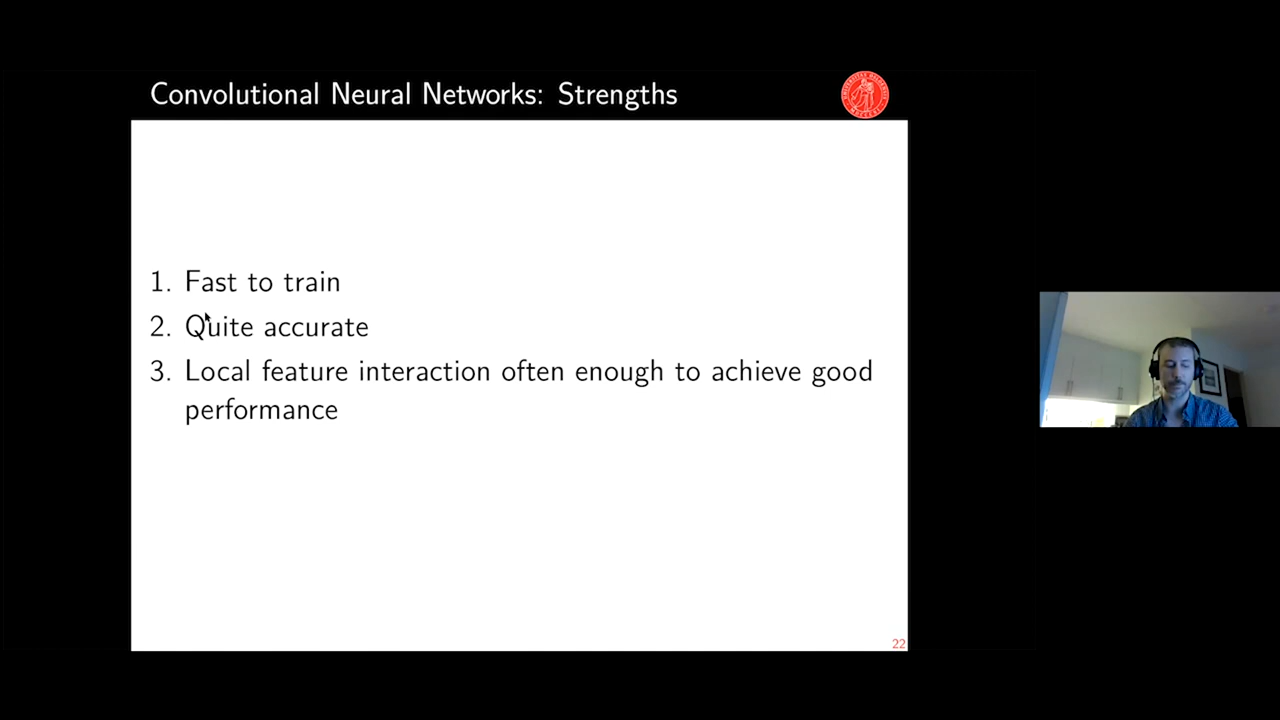 Convolutional Neural Networks: Strengths
1. Fast to train
2. Quite accurate
3. Local feature interaction often enough to achieve good
performance
22